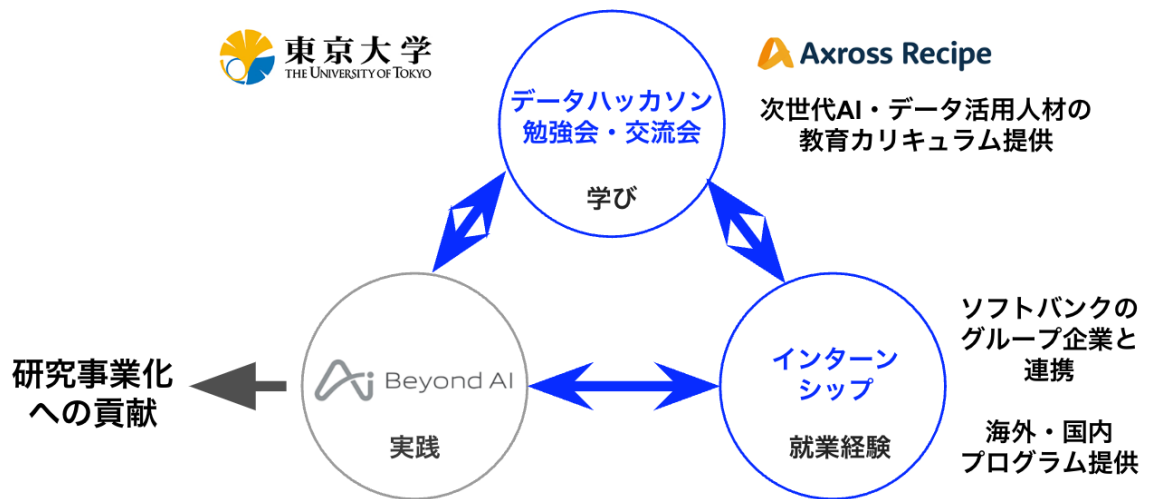 東京大学
THE UNIVERSITY OF TOKYO
Axross Recipe
データハッカソン
勉強会・交流会
学び
次世代AI・データ活用人材の
教育カリキュラム提供
研究事業化
への貢献
Ai Beyond AI
実践
インターン
シップ
就業経験
ソフトバンクの
グループ企業と
連携
海外・国内
プログラム提供